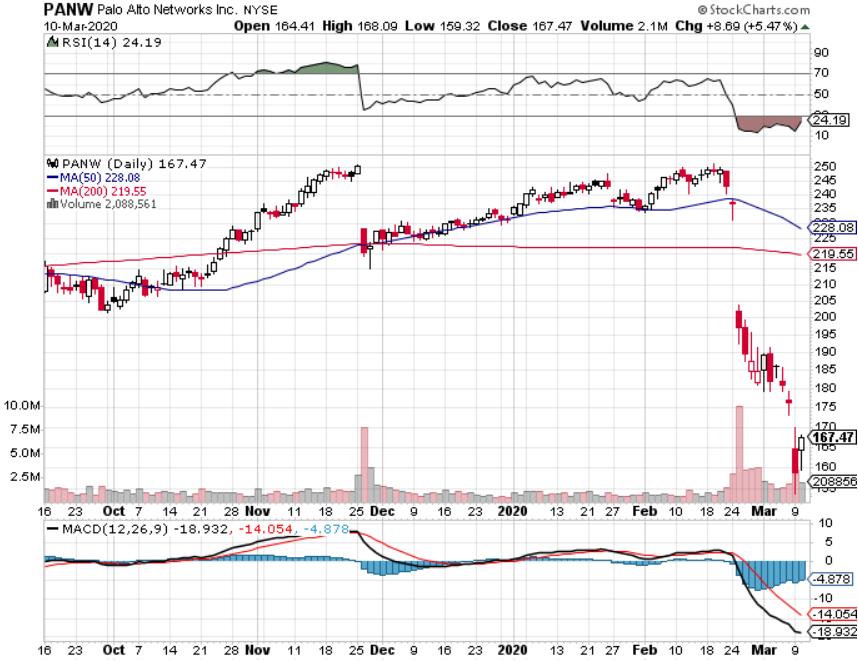 PANW Palo Alto Networks Inc. NYSE
© StockCharts.com
10-Mar-2020
Open 164.41 High 168.09 Low 159.32 Close 167.47 Volume 2.1M Chg +8.69 (+5.47%)
RSI(14) 24.19
90
70
50
30
24.19
10
PANW (Daily) 167.47
MA(50) 228.08
MA(200) 219.55
Volume 2,088,561
250
245
240
235
228.08
225
219.55
215
210
205
200
195
190
185
180
175
170
167.47
165
160
208856
155
10.0M
7.5M
5.0M
2.5M
16 23 Oct 7 14 21 28 Nov 11 18 25 Dec 9 16 23 2020 13 21 27 Feb 10 18 24 Mar 9
MACD(12,26,9) -18.932, -14.054, -4.878
10
5
0
-4.878
-10
-14.054
-18.932
16 23 Oct 7 14 21 28 Nov 11 18 25 Dec 9 16 23 2020 13 21 27 Feb 10 18 24 Mar 9